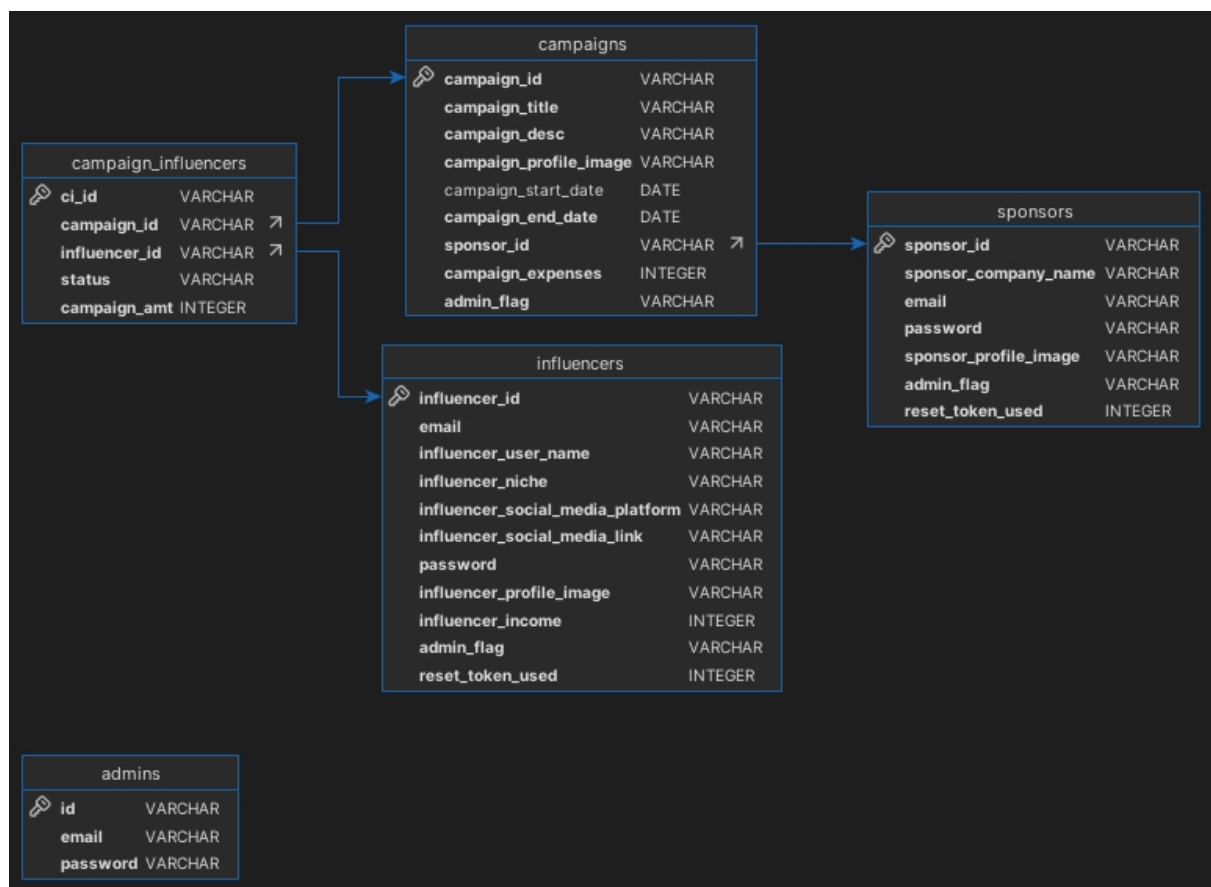 campaigns
campaign_id VARCHAR
campaign_title VARCHAR
campaign_desc VARCHAR
campaign_profile_image VARCHAR
campaign_start_date DATE
campaign_end_date DATE
sponsor_id VARCHAR
campaign_expenses INTEGER
admin_flag VARCHAR
campaign_influencers
ci_id VARCHAR
campaign_id VARCHAR
influencer_id VARCHAR
status VARCHAR
campaign_amt INTEGER
sponsors
sponsor_id VARCHAR
sponsor_company_name VARCHAR
email VARCHAR
password VARCHAR
sponsor_profile_image VARCHAR
admin_flag VARCHAR
reset_token_used INTEGER
influencers
influencer_id VARCHAR
email VARCHAR
influencer_user_name VARCHAR
influencer_niche VARCHAR
influencer_social_media_platform VARCHAR
influencer_social_media_link VARCHAR
password VARCHAR
influencer_profile_image VARCHAR
influencer_income INTEGER
admin_flag VARCHAR
reset_token_used INTEGER
admins
id VARCHAR
email VARCHAR
password VARCHAR